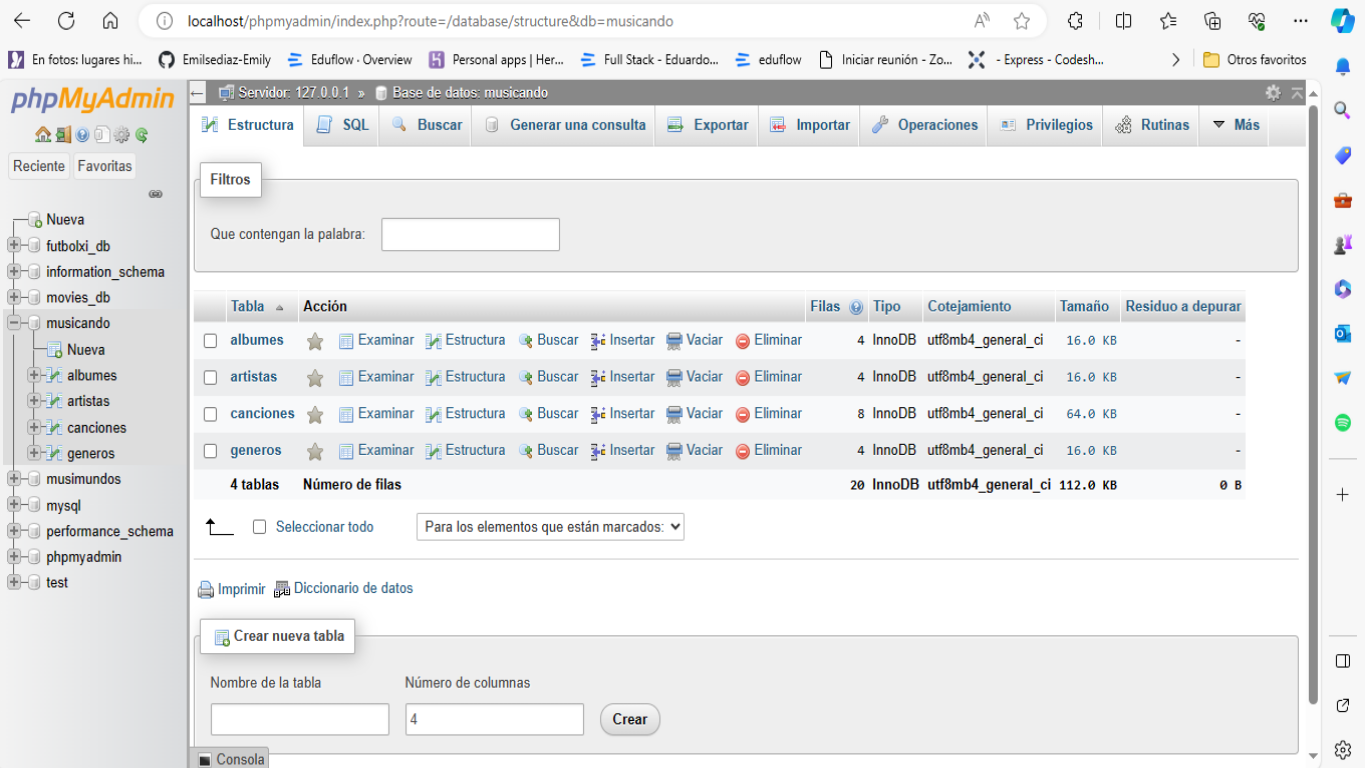 localhost/phpmyadmin/index.php?route=/database/structure&db=musicando
En fotos: lugares hi... Emilsediaz-Emily Eduflow · Overview Personal apps | Her... Full Stack - Eduardo... eduflow Iniciar reunión - Zo... - Express - Codesh... Otros favoritos
phpMyAdmin
Reciente Favoritas
Nueva
futbolxi_db
information_schema
movies_db
musicando
Nueva
albumes
artistas
canciones
generos
musimundos
mysql
performance_schema
phpmyadmin
test
Servidor: 127.0.0.1 » Base de datos: musicando
Estructura SQL Buscar Generar una consulta Exportar Importar Operaciones Privilegios Rutinas Más
Filtros
Que contengan la palabra:
Tabla Acción Filas Tipo Cotejamiento Tamaño Residuo a depurar
albumes Examinar Estructura Buscar Insertar Vaciar Eliminar 4 InnoDB utf8mb4_general_ci 16.0 KB -
artistas Examinar Estructura Buscar Insertar Vaciar Eliminar 4 InnoDB utf8mb4_general_ci 16.0 KB -
canciones Examinar Estructura Buscar Insertar Vaciar Eliminar 8 InnoDB utf8mb4_general_ci 64.0 KB -
generos Examinar Estructura Buscar Insertar Vaciar Eliminar 4 InnoDB utf8mb4_general_ci 16.0 KB -
4 tablas Número de filas 20 InnoDB utf8mb4_general_ci 112.0 KB 0 B
Seleccionar todo Para los elementos que están marcados:
Imprimir Diccionario de datos
Crear nueva tabla
Nombre de la tabla Número de columnas
4 Crear
Consola